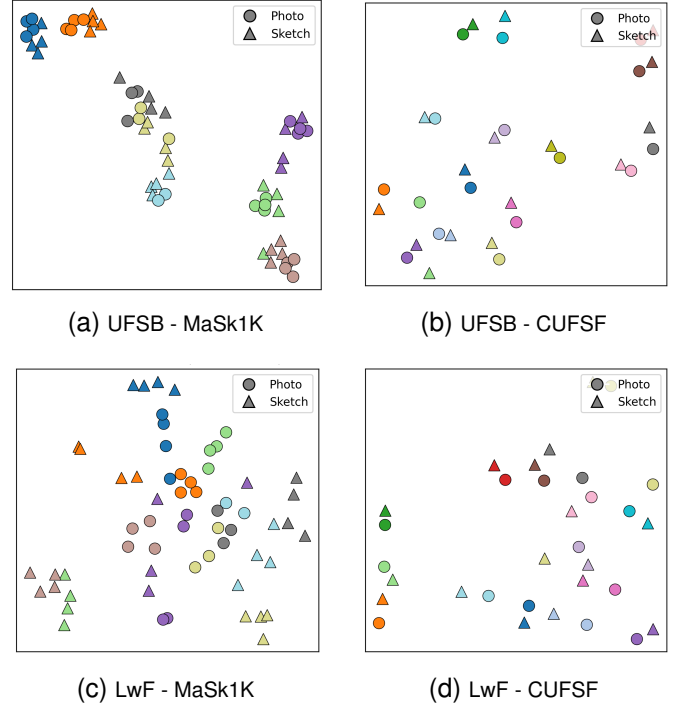 Photo
Sketch
Photo
Sketch
(a) UFSB - MaSk1K
(b) UFSB - CUFSF
Photo
Sketch
Photo
Sketch
(c) LwF - MaSk1K
(d) LwF - CUFSF